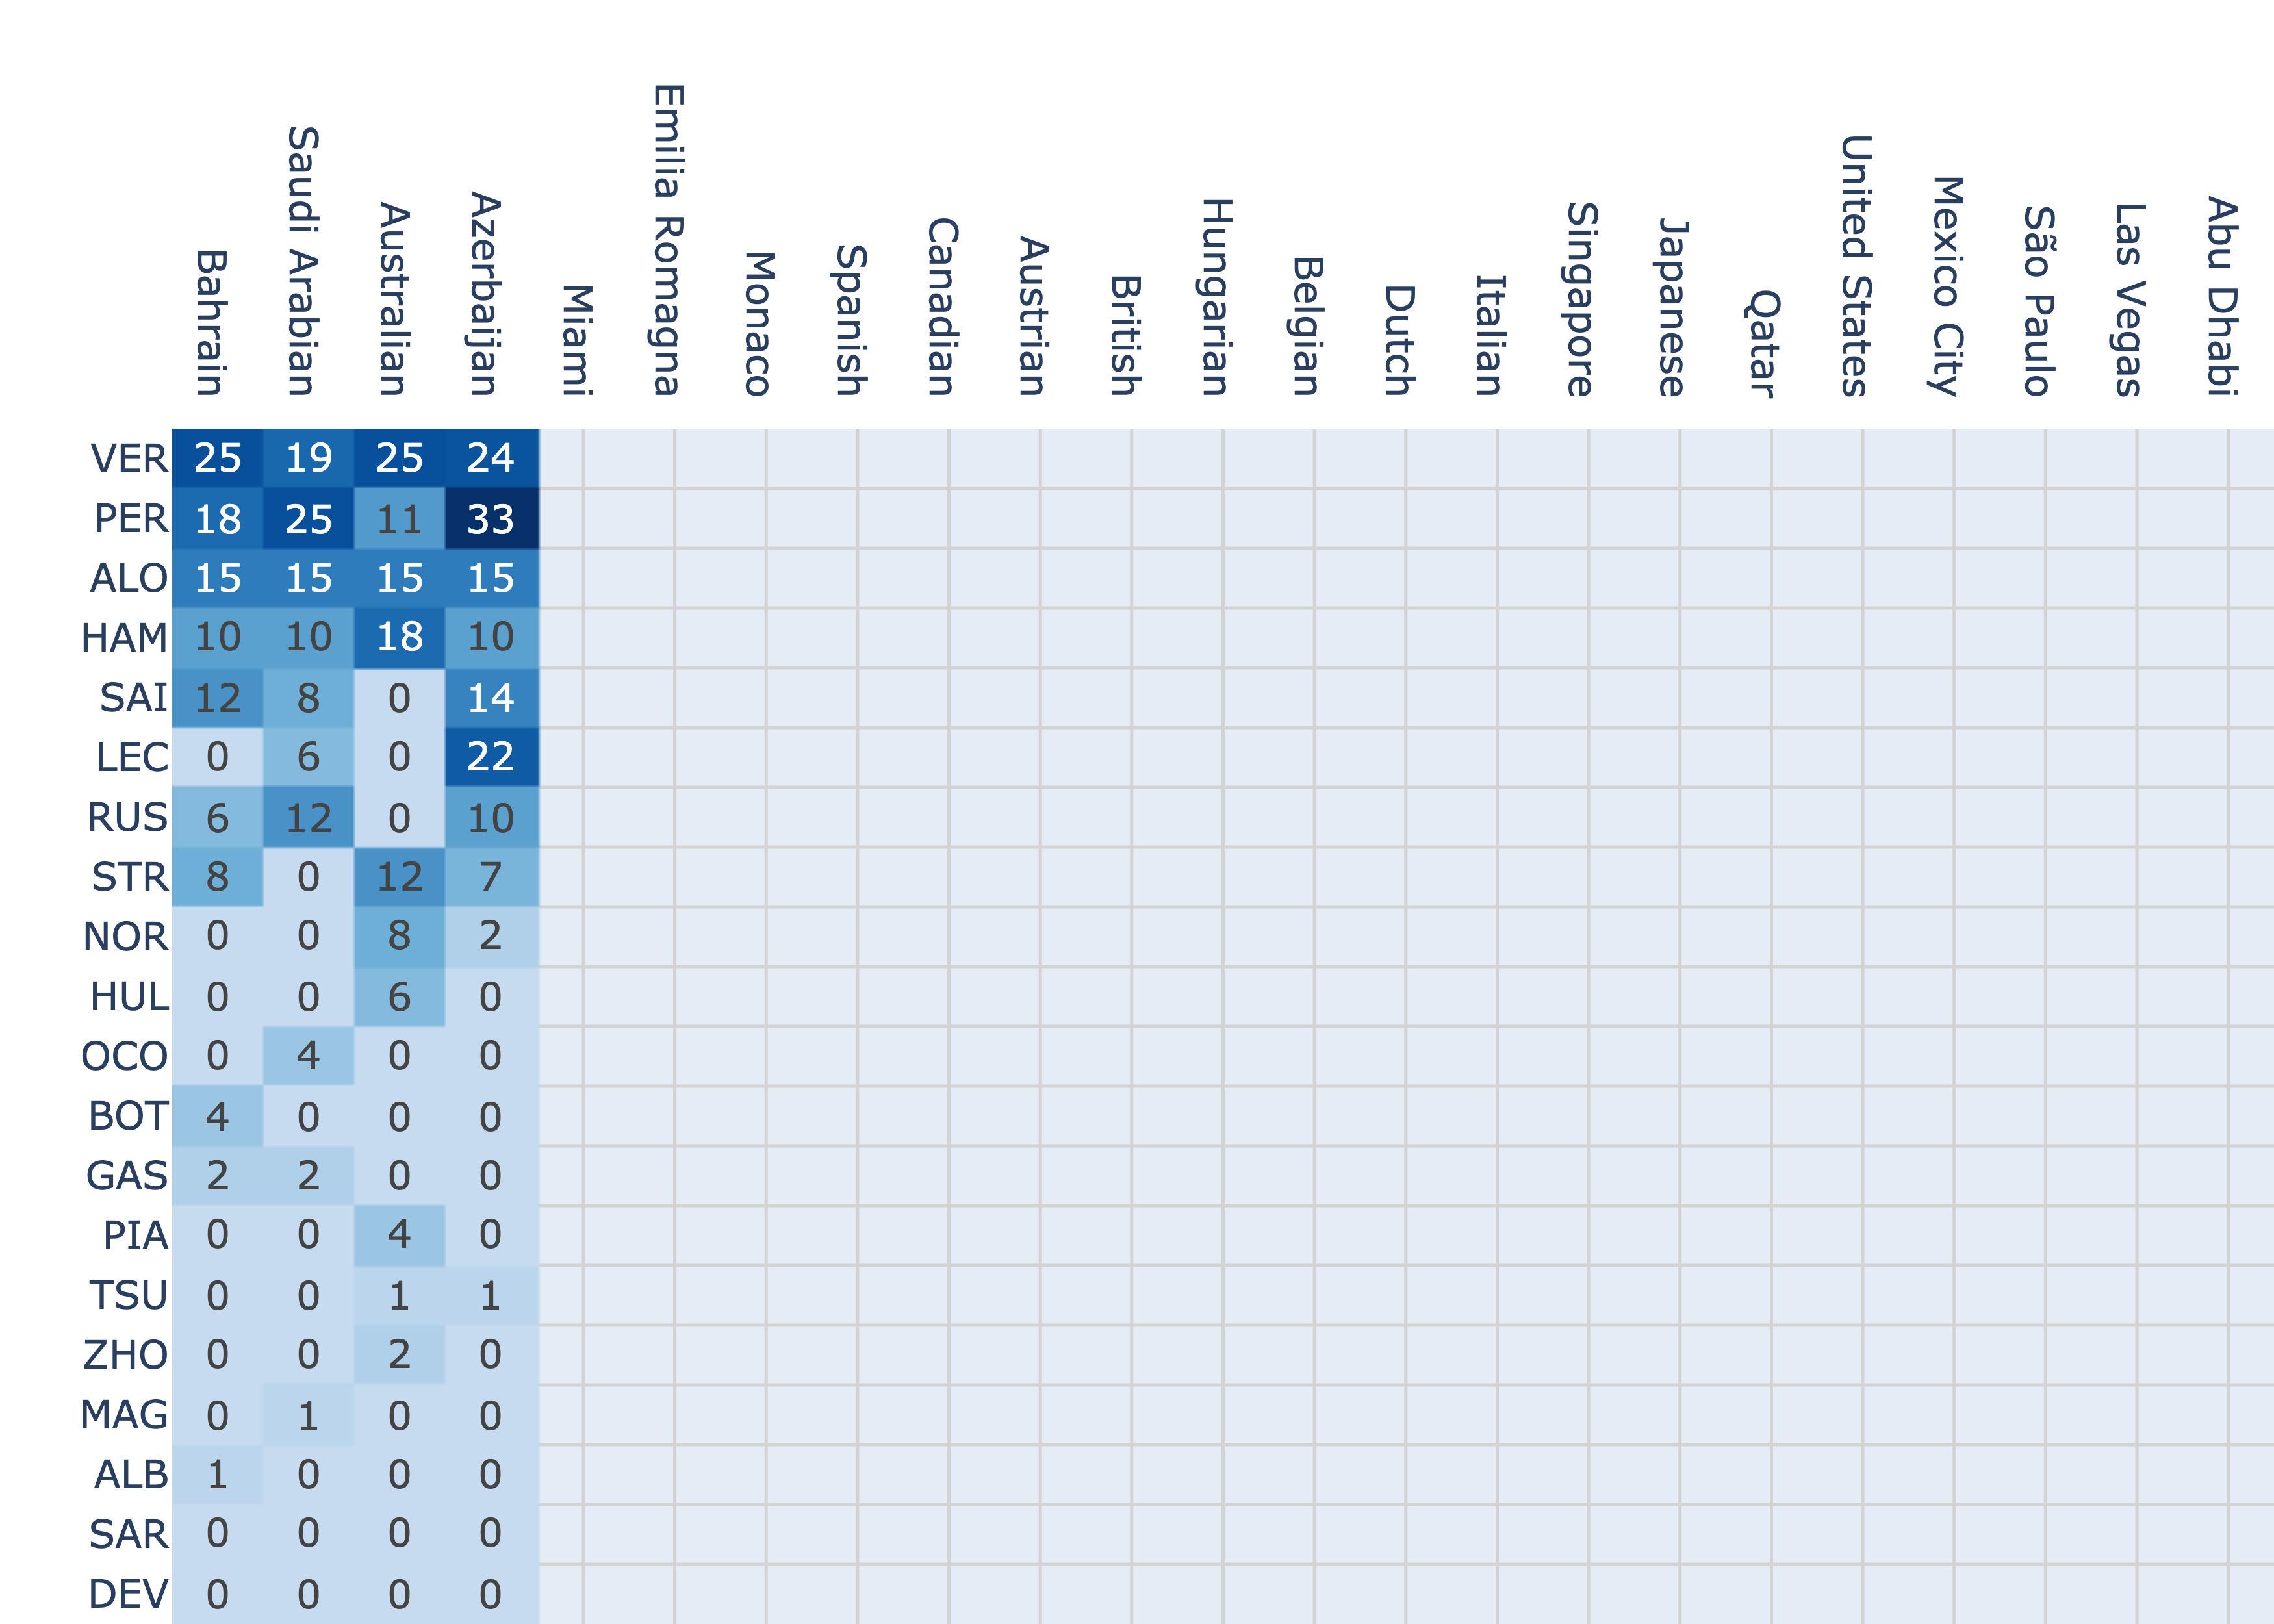 Bahrain Saudi Arabian Australian Azerbaijan Miami Emilia Romagna Monaco Spanish Canadian Austrian British Hungarian Belgian Dutch Italian Singapore Japanese Qatar United States Mexico City São Paulo Las Vegas Abu Dhabi
VER 25 19 25 24
PER 18 25 11 33
ALO 15 15 15 15
HAM 10 10 18 10
SAI 12 8 0 14
LEC 0 6 0 22
RUS 6 12 0 10
STR 8 0 12 7
NOR 0 0 8 2
HUL 0 0 6 0
OCO 0 4 0 0
BOT 4 0 0 0
GAS 2 2 0 0
PIA 0 0 4 0
TSU 0 0 1 1
ZHO 0 0 2 0
MAG 0 1 0 0
ALB 1 0 0 0
SAR 0 0 0 0
DEV 0 0 0 0